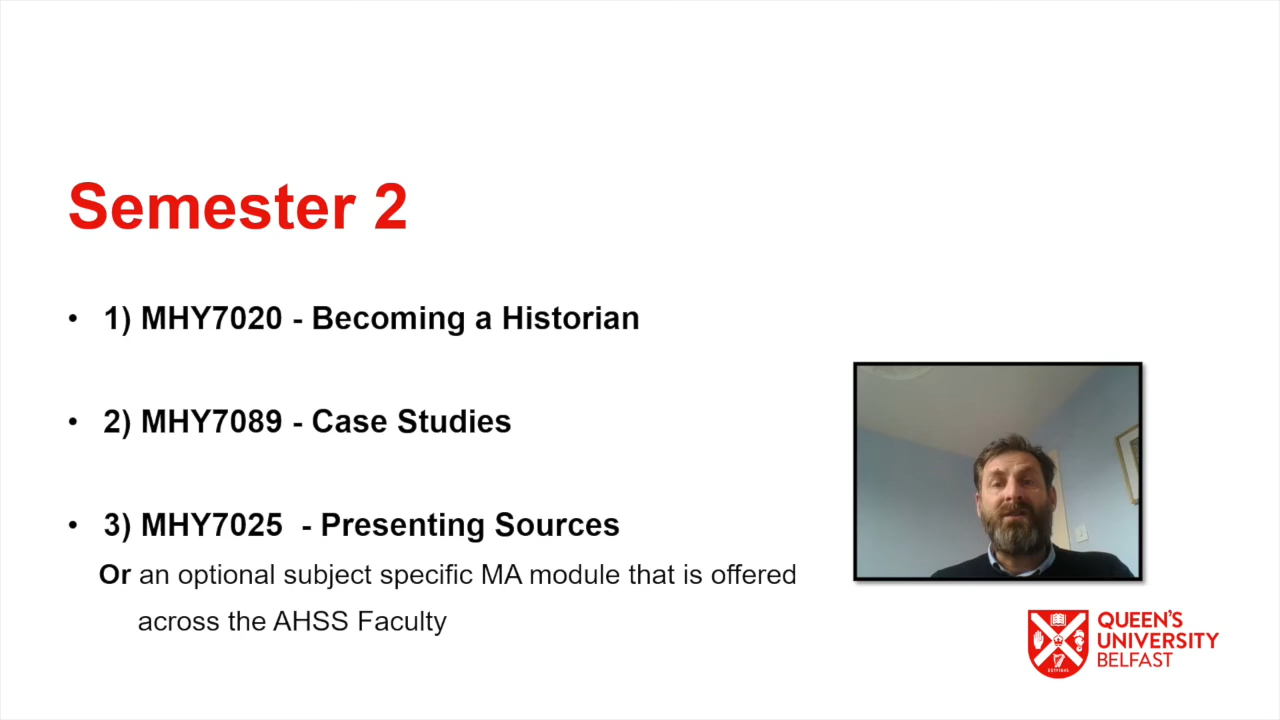 Semester 2
• 1) MHY7020 - Becoming a Historian
• 2) MHY7089 - Case Studies
• 3) MHY7025 - Presenting Sources
Or an optional subject specific MA module that is offered
across the AHSS Faculty
QUEEN'S
UNIVERSITY
BELFAST